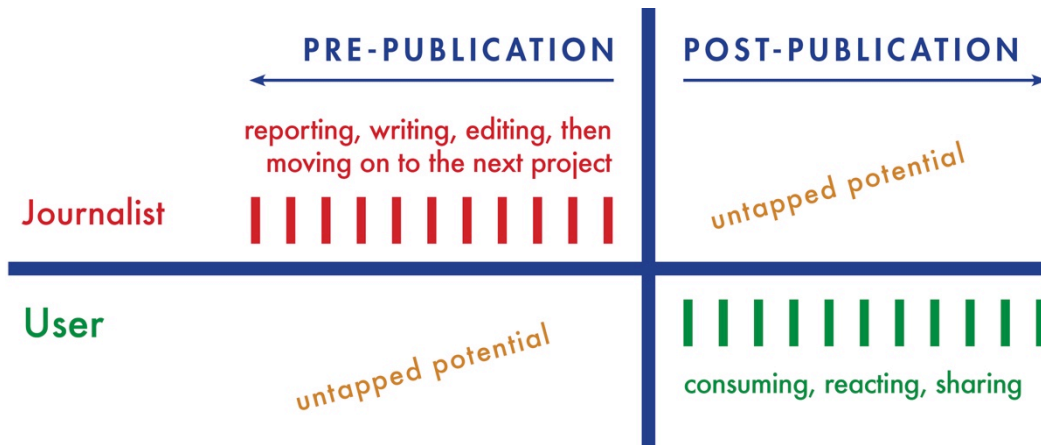 PRE-PUBLICATION
POST-PUBLICATION
reporting, writing, editing, then
moving on to the next project
untapped potential
Journalist
User
untapped potential
consuming, reacting, sharing